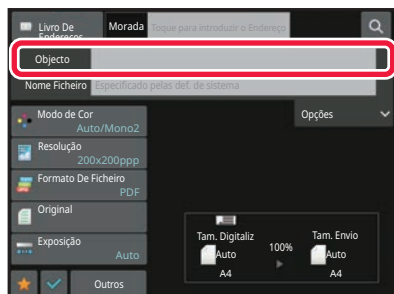 Livro De
Endereços
Morada
Toque para introduzir o Endereço
Objecto
Nome Ficheiro
Especificado pelas def. de sistema
Modo de Cor
Auto/Mono2
Opções
Resolução
200x200ppp
Formato De Ficheiro
PDF
Original
Exposição
Auto
Tam. Digitaliz
100%
Tam. Envio
Auto
Auto
A4
A4
Outros